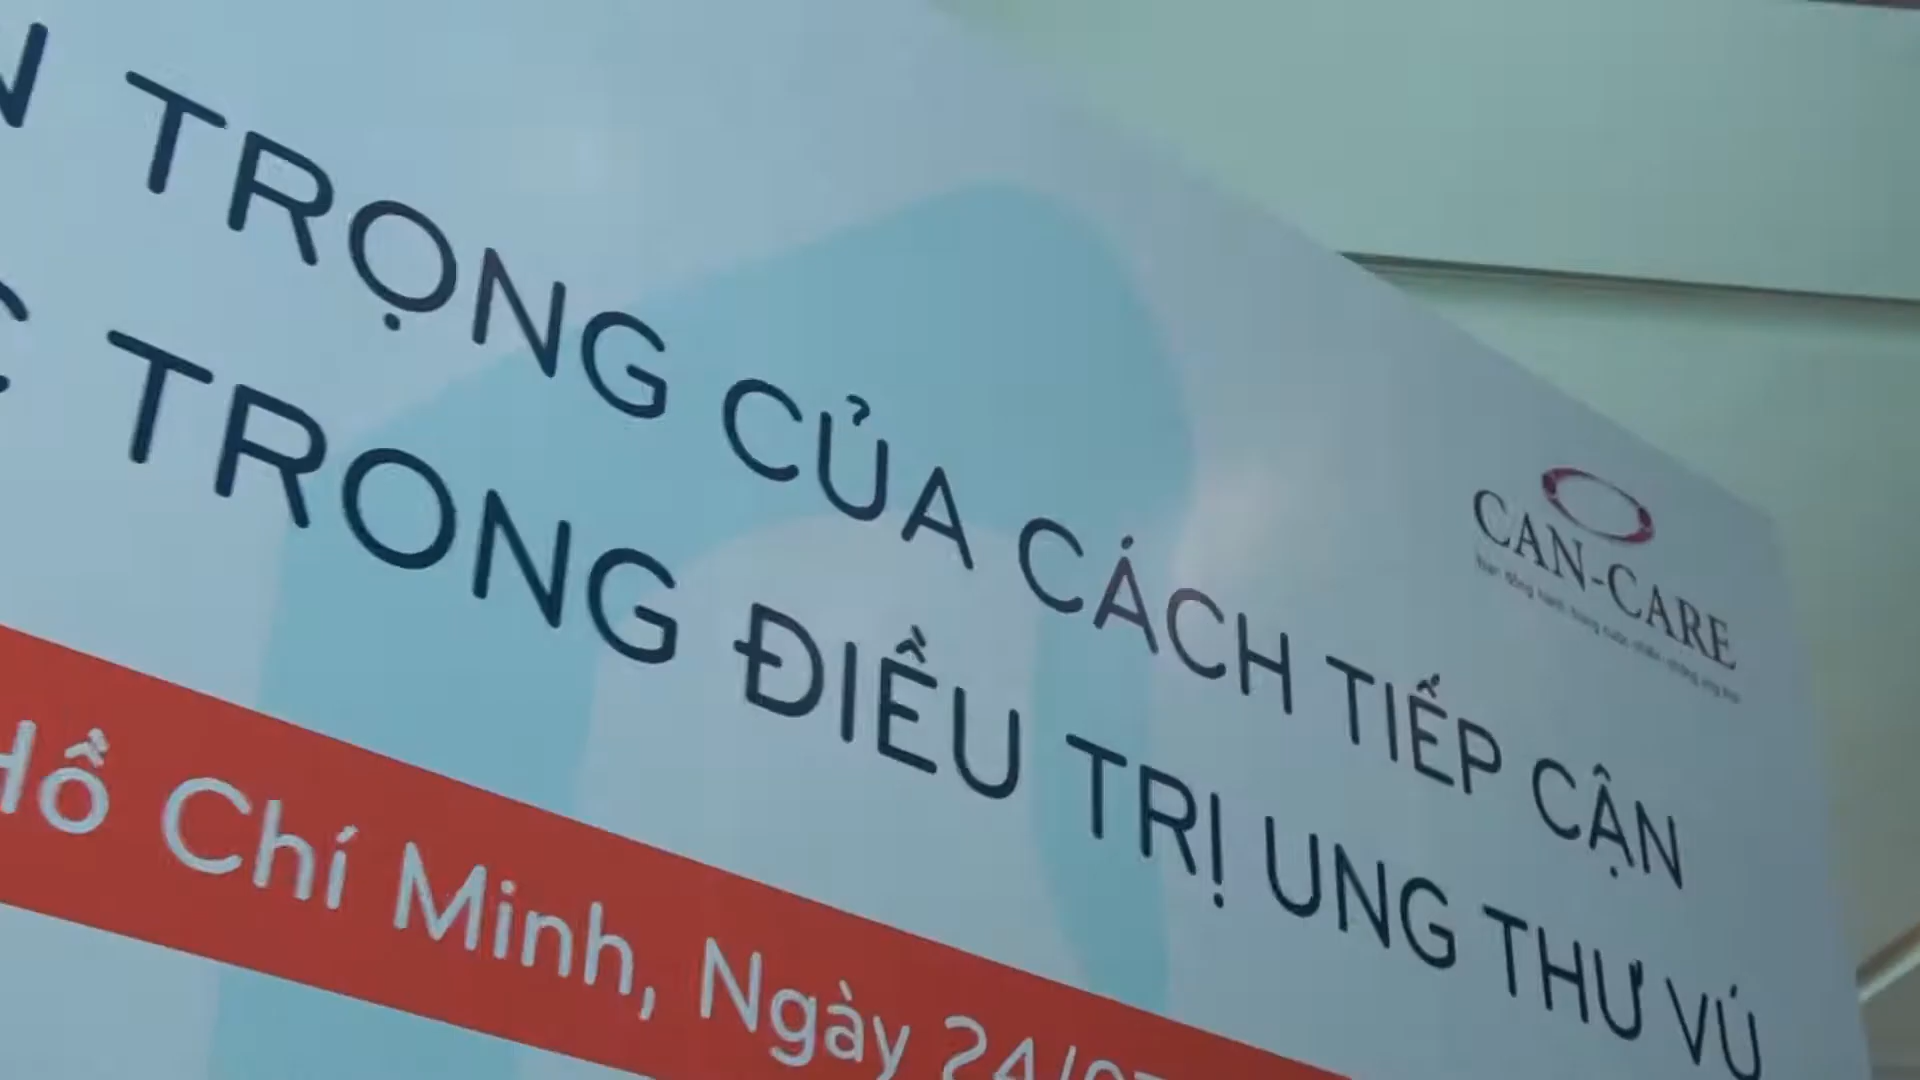 TRỌNG CỦA CÁCH TIẾP CẬN
TRONG ĐIỀU TRỊ UNG THƯ VÚ
Hồ Chí Minh, Ngày 24/0
CAN-CARE